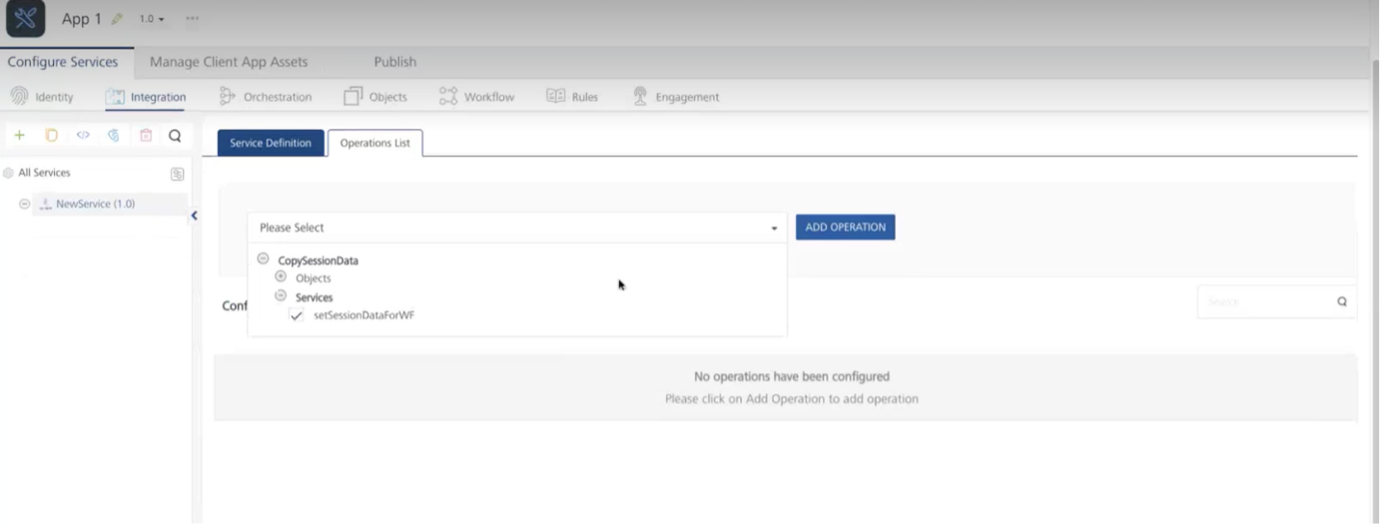 App 1 1.0
Configure Services Manage Client App Assets Publish
Identity Integration Orchestration Objects Workflow Rules Engagement
Service Definition Operations List
All Services
NewService (1.0)
Please Select ADD OPERATION
CopySessionData
Objects
Services
Conf Search
setSessionDataForWF
No operations have been configured
Please click on Add Operation to add operation